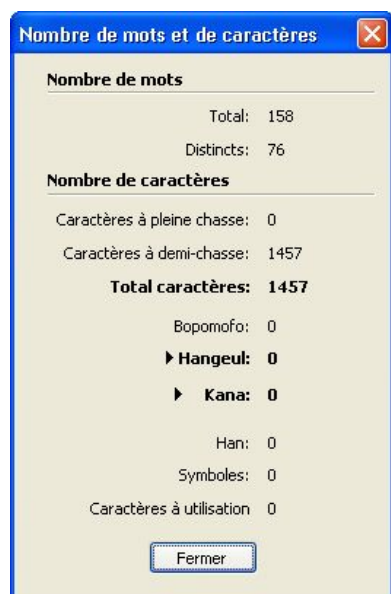 Nombre de mots et de caractères
Nombre de mots
Total: 158
Distincts: 76
Nombre de caractères
Caractères à pleine chasse: 0
Caractères à demi-chasse: 1457
Total caractères: 1457
Bopomofo: 0
Hangeul: 0
Kana: 0
Han: 0
Symboles: 0
Caractères à utilisation 0
Fermer